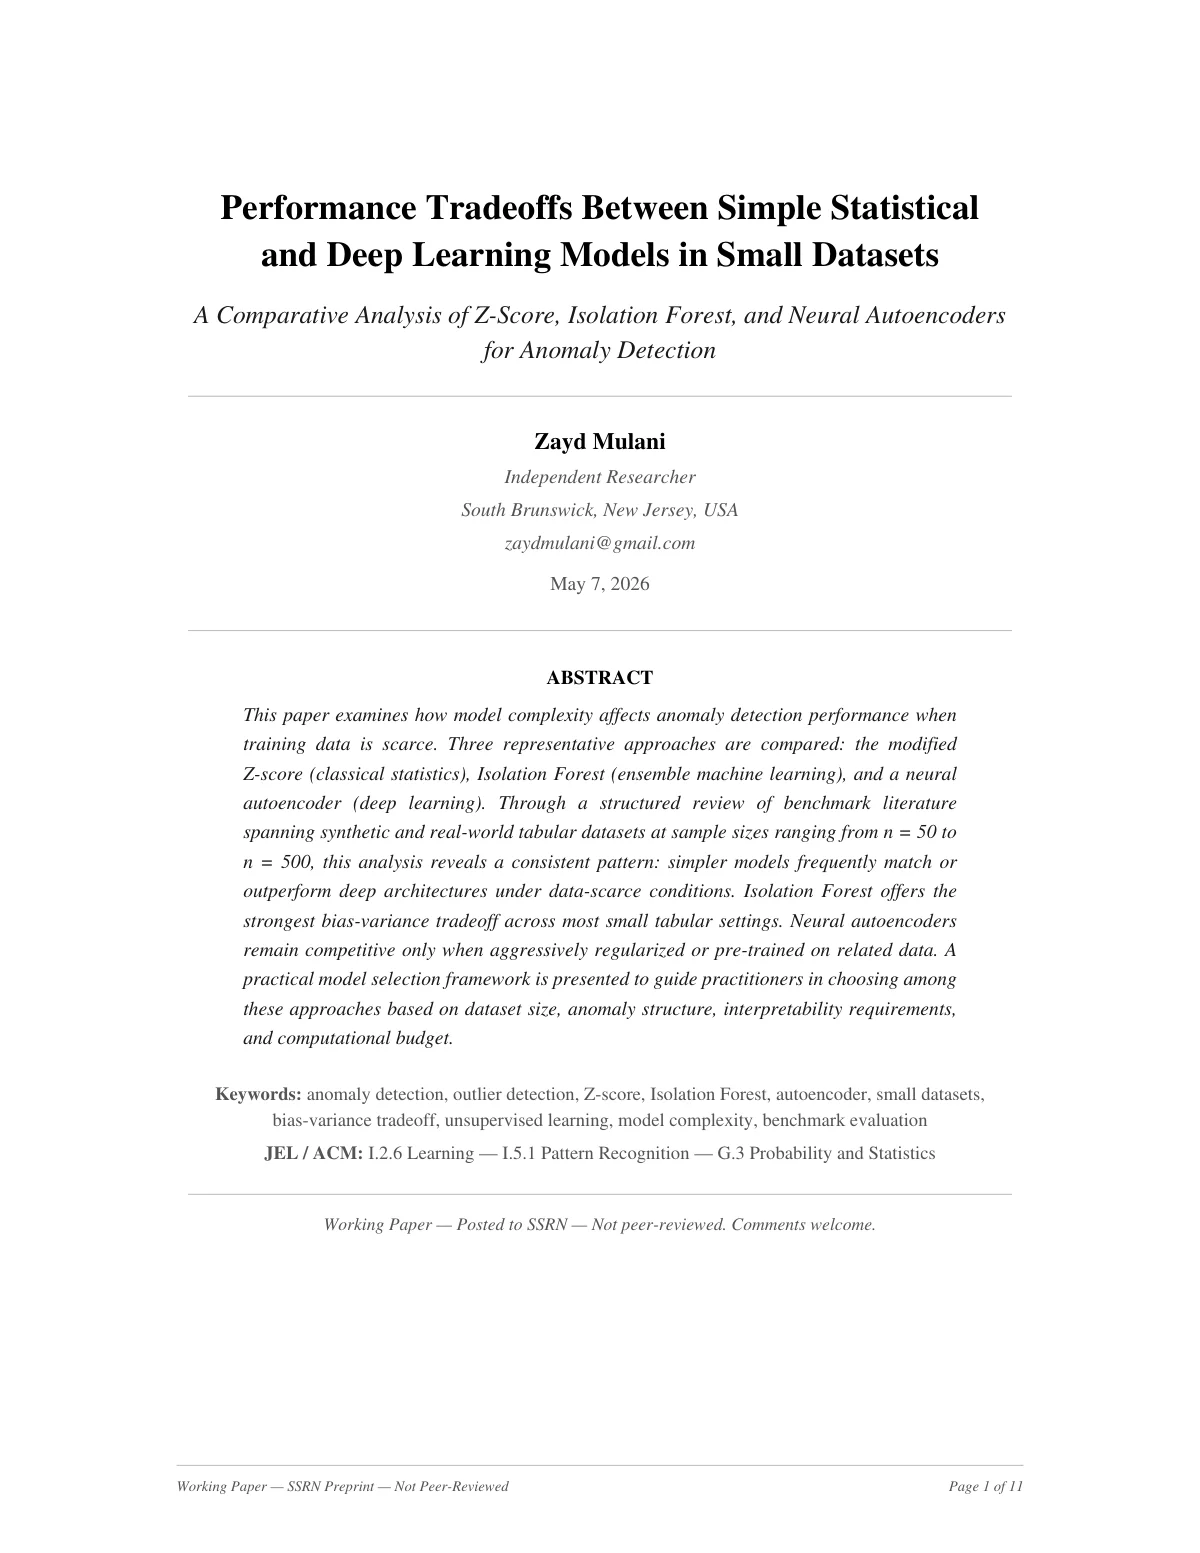 Performance Tradeoffs Between Simple Statistical
and Deep Learning Models in Small Datasets
A Comparative Analysis of Z-Score, Isolation Forest, and Neural Autoencoders
for Anomaly Detection
Zayd Mulani
Independent Researcher
South Brunswick, New Jersey, USA
zaydmulani@gmail.com
May 7, 2026
ABSTRACT
This paper examines how model complexity affects anomaly detection performance when
training data is scarce. Three representative approaches are compared: the modified
Z-score (classical statistics), Isolation Forest (ensemble machine learning), and a neural
autoencoder (deep learning). Through a structured review of benchmark literature
spanning synthetic and real-world tabular datasets at sample sizes ranging from n = 50 to
n = 500, this analysis reveals a consistent pattern: simpler models frequently match or
outperform deep architectures under data-scarce conditions. Isolation Forest offers the
strongest bias-variance tradeoff across most small tabular settings. Neural autoencoders
remain competitive only when aggressively regularized or pre-trained on related data. A
practical model selection framework is presented to guide practitioners in choosing among
these approaches based on dataset size, anomaly structure, interpretability requirements,
and computational budget.
Keywords: anomaly detection, outlier detection, Z-score, Isolation Forest, autoencoder, small datasets,
bias-variance tradeoff, unsupervised learning, model complexity, benchmark evaluation
JEL / ACM: I.2.6 Learning — I.5.1 Pattern Recognition — G.3 Probability and Statistics
Working Paper — Posted to SSRN — Not peer-reviewed. Comments welcome.
Working Paper — SSRN Preprint — Not Peer-Reviewed
Page 1 of 11